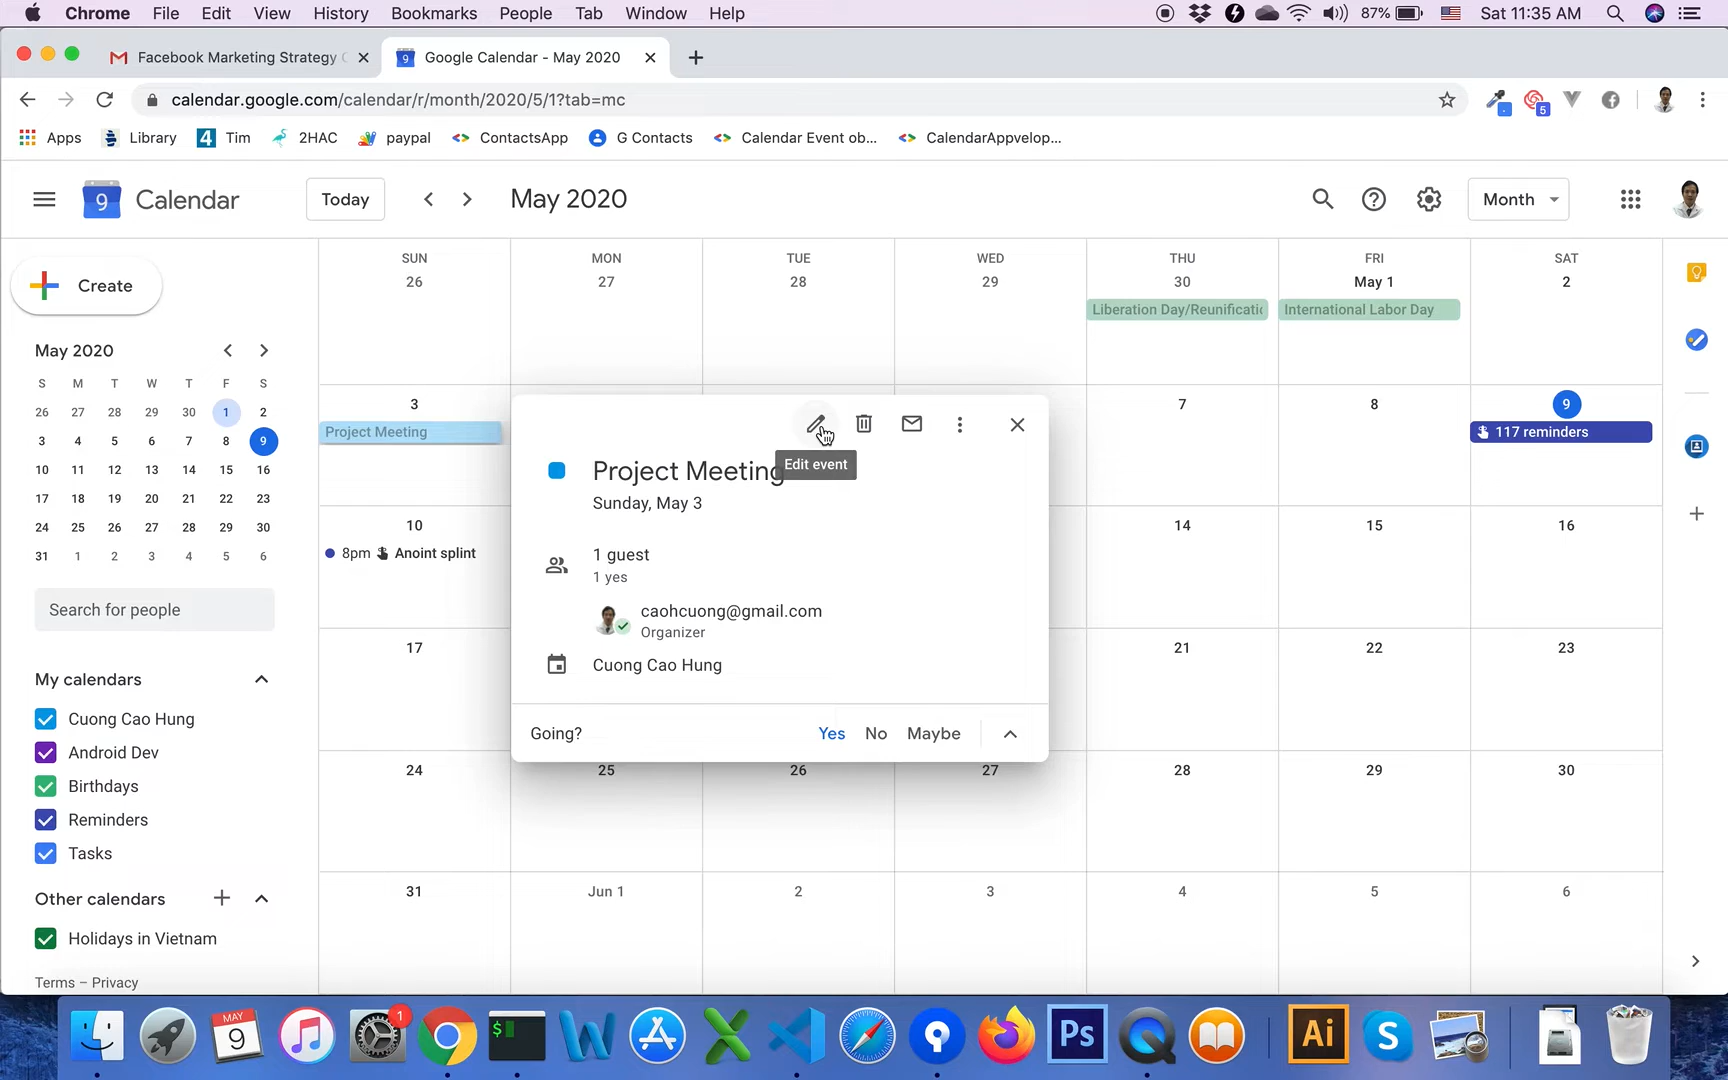 Chrome File Edit View History Bookmarks People Tab Window Help
87% Sat 11:35 AM
Facebook Marketing Strategy
Google Calendar - May 2020
calendar.google.com/calendar/r/month/2020/5/1?tab=mc
5
Apps Library 4 Tim 2HAC paypal ContactsApp G Contacts Calendar Event ob... CalendarAppvelop...
9 Calendar Today May 2020 Month
Create
May 2020
S M T W T F S
26 27 28 29 30 1 2
3 4 5 6 7 8 9
10 11 12 13 14 15 16
17 18 19 20 21 22 23
24 25 26 27 28 29 30
31 1 2 3 4 5 6
Search for people
My calendars
Cuong Cao Hung
Android Dev
Birthdays
Reminders
Tasks
Other calendars
Holidays in Vietnam
Terms – Privacy
SUN MON TUE WED THU FRI SAT
26 27 28 29 30 May 1 2
Liberation Day/Reunificatio International Labor Day
3 7 8 9
Project Meeting
117 reminders
10 14 15 16
8pm Anoint splint
17 21 22 23
24 25 26 27 28 29 30
31 Jun 1 2 3 4 5 6
Edit event
Project Meeting
Sunday, May 3
1 guest
1 yes
caohcuong@gmail.com
Organizer
Cuong Cao Hung
Going? Yes No Maybe
MAY
9
1
$
Ps
Ai